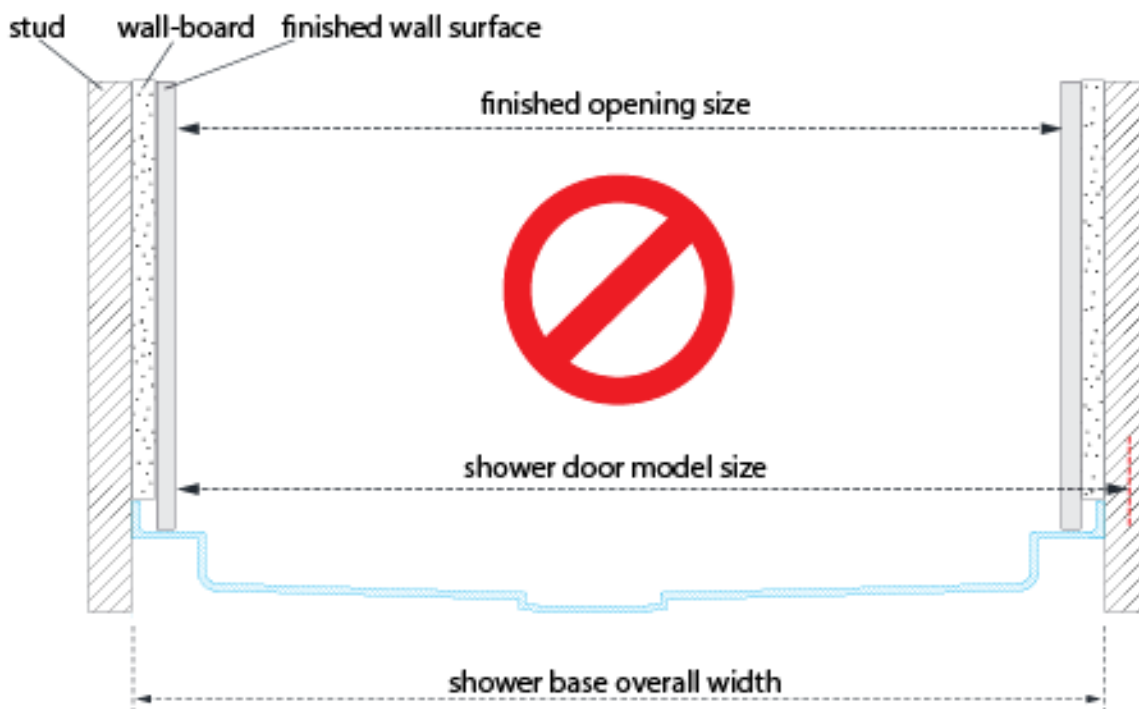 stud wall-board finished wall surface
finished opening size
shower door model size
shower base overall width